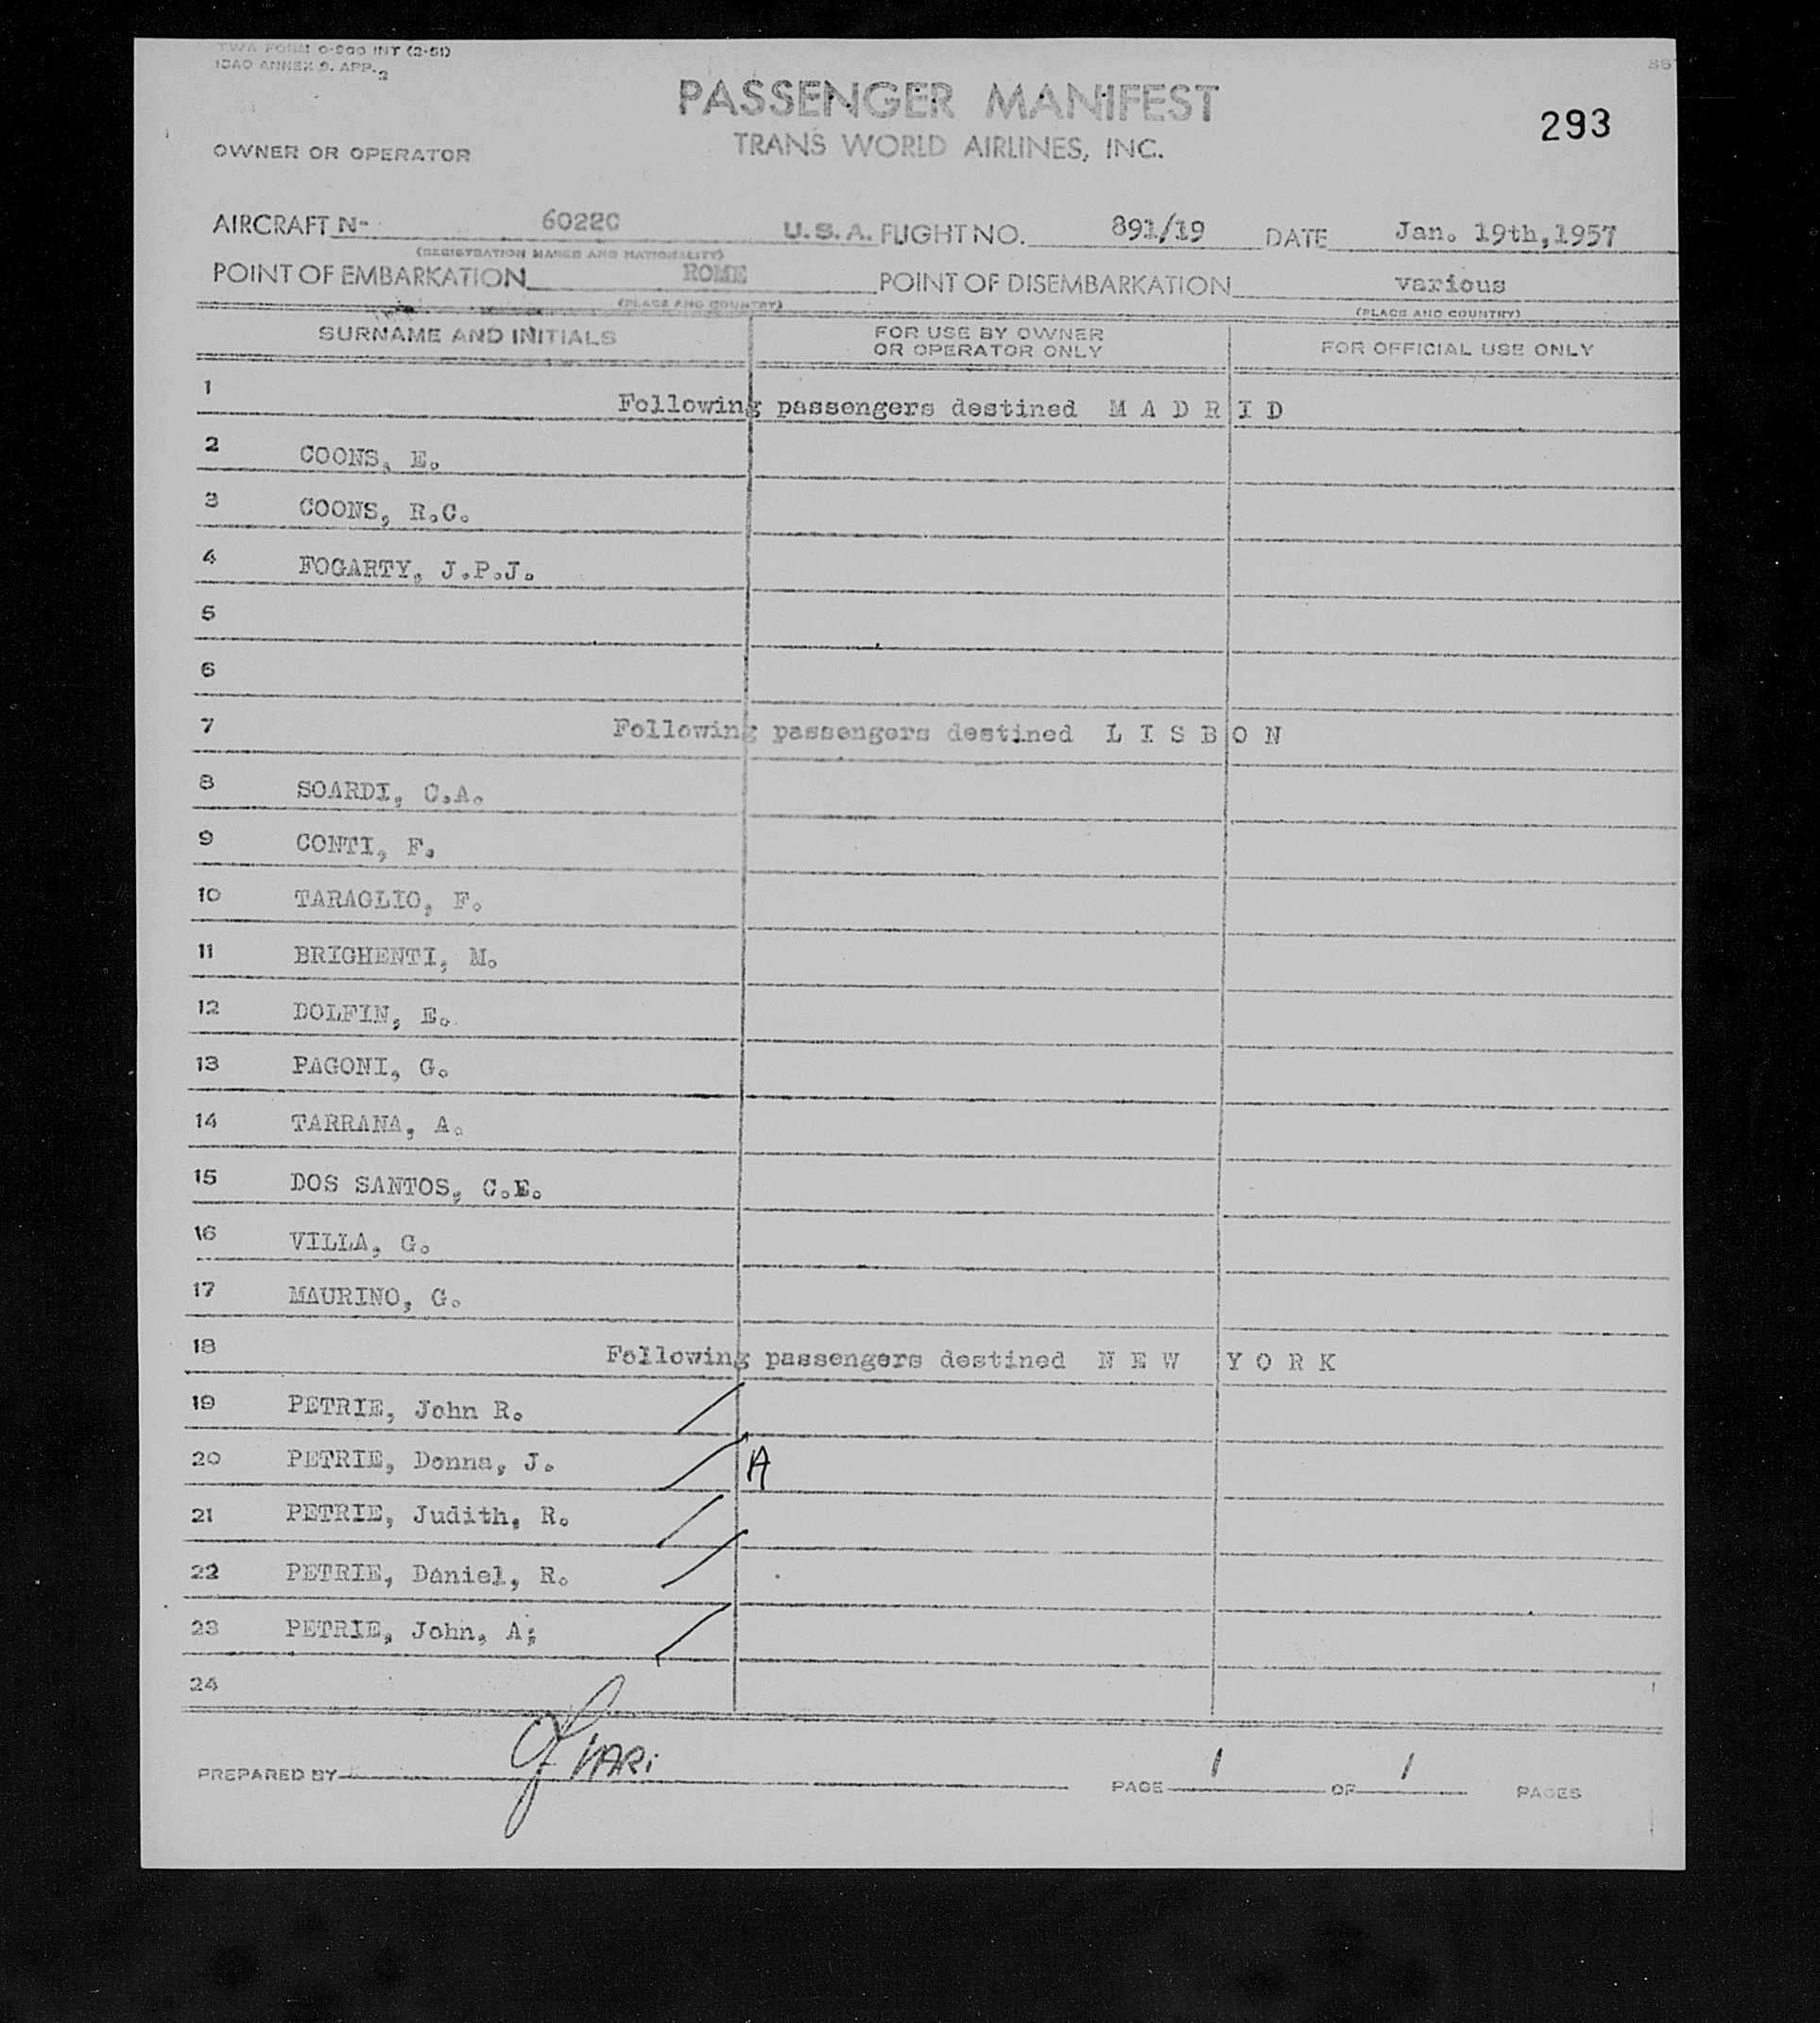 TWA FORM O-900 INT (2-51)
ICAO ANNEX 9. APP. 2
PASSENGER MANIFEST
293
TRANS WORLD AIRLINES, INC.
OWNER OR OPERATOR
AIRCRAFT N- 6022C U.S.A. FLIGHT NO. 891/19 DATE Jan. 19th,1957
(REGISTRATION MARKS AND NATIONALITY)
POINT OF EMBARKATION ROME POINT OF DISEMBARKATION various
(PLACE AND COUNTRY) (PLACE AND COUNTRY)
SURNAME AND INITIALS FOR USE BY OWNER OR OPERATOR ONLY FOR OFFICIAL USE ONLY
1 Following passengers destined M A D R I D
2 COONS, E.
3 COONS, R.C.
4 FOGARTY, J.P.J.
5
6
7 Following passengers destined L I S B O N
8 SOARDI, C.A.
9 CONTI, F.
10 TARAGLIO, F.
11 BRIGHENTI, M.
12 DOLFIN, E.
13 PAGONI, G.
14 TARRANA, A.
15 DOS SANTOS, C.E.
16 VILLA, G.
17 MAURINO, G.
18 Following passengers destined N E W Y O R K
19 PETRIE, John R.
20 PETRIE, Donna, J. A
21 PETRIE, Judith, R.
22 PETRIE, Daniel, R.
23 PETRIE, John, A;
24
PREPARED BY PAGE 1 OF 1 PAGES